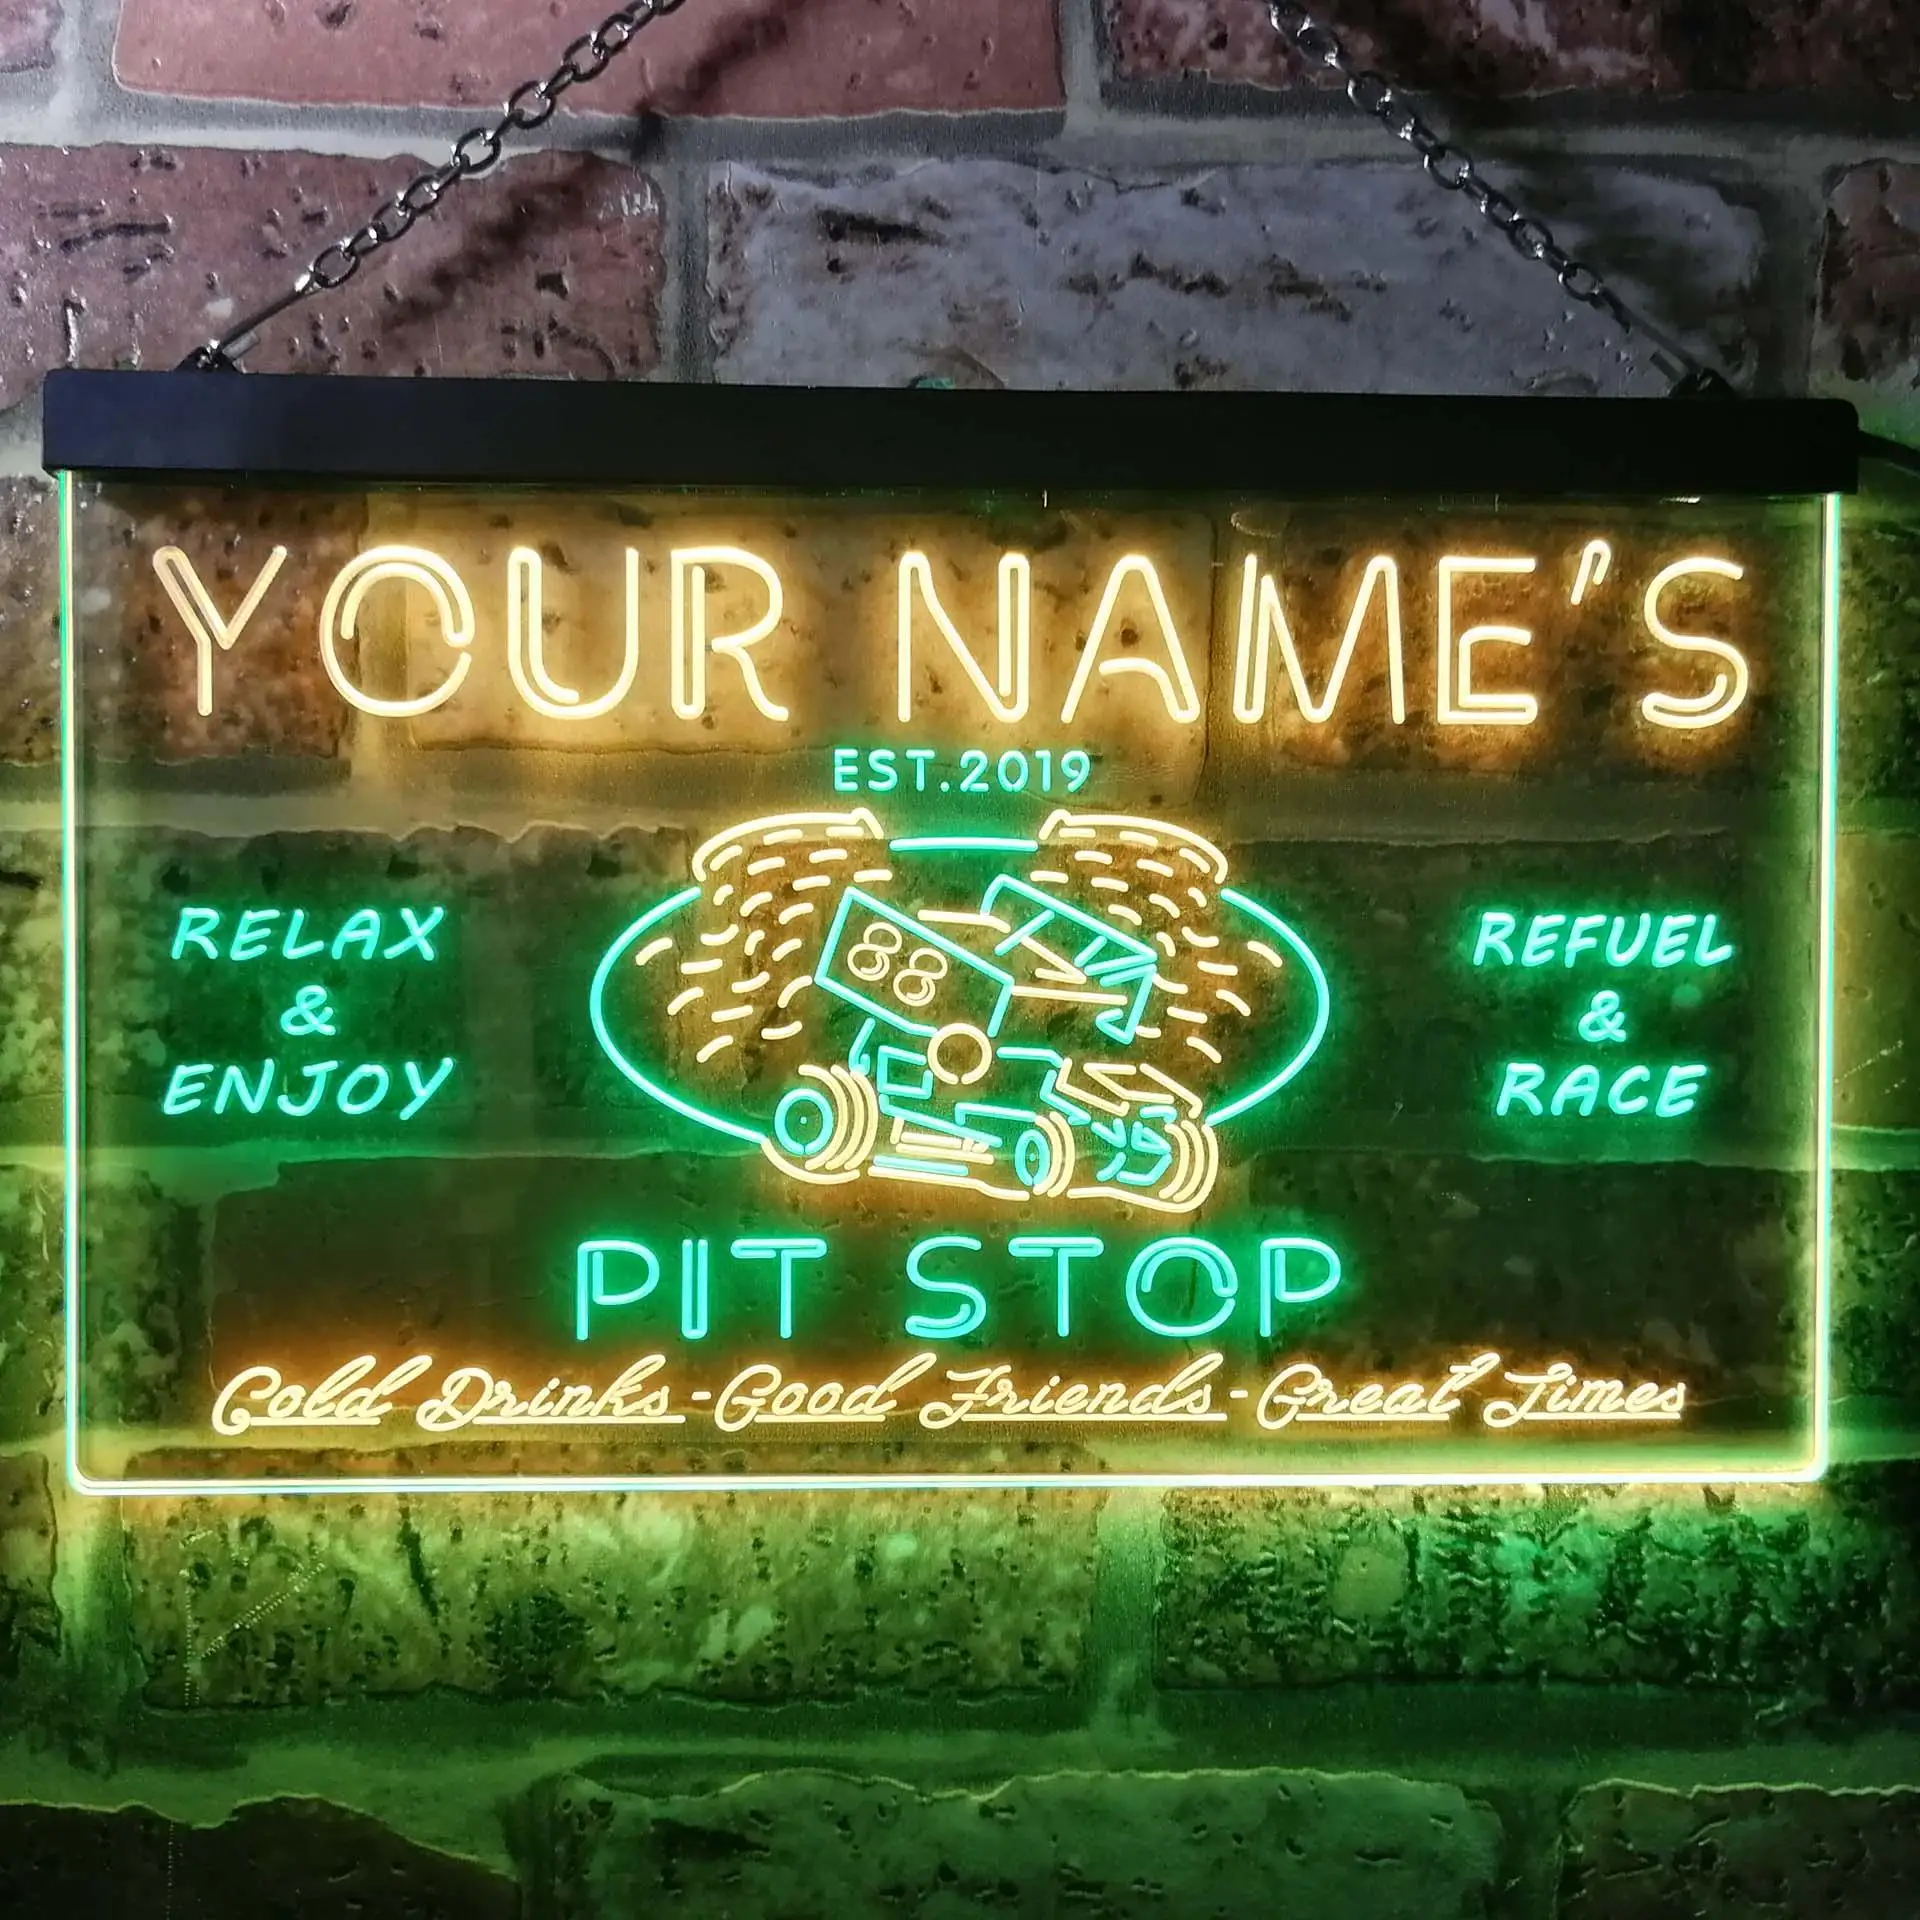 YOUR NAME'S
EST.2019
RELAX
&
ENJOY
88
REFUEL
&
RACE
PIT STOP
Cold Drinks - Good Friends - Great Times